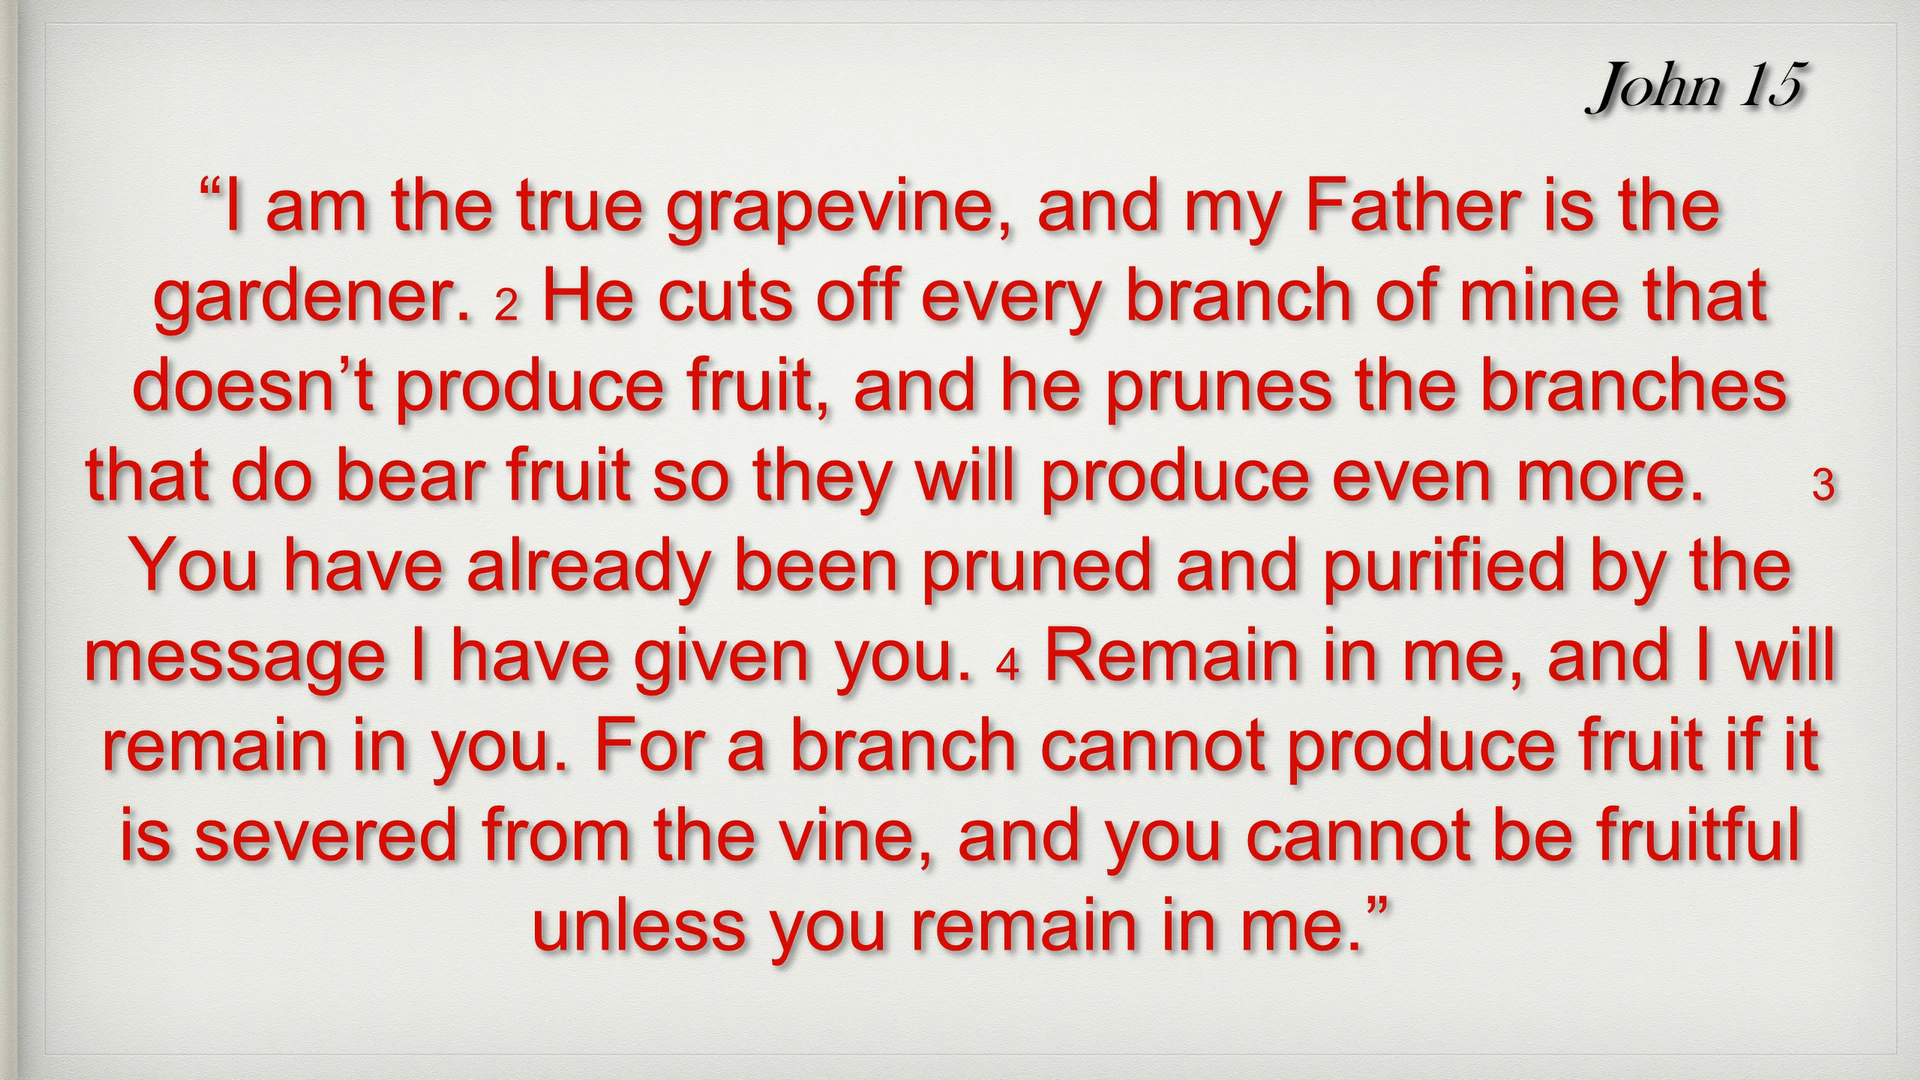 John 15
“I am the true grapevine, and my Father is the
gardener. 2 He cuts off every branch of mine that
doesn’t produce fruit, and he prunes the branches
that do bear fruit so they will produce even more. 3
You have already been pruned and purified by the
message I have given you. 4 Remain in me, and I will
remain in you. For a branch cannot produce fruit if it
is severed from the vine, and you cannot be fruitful
unless you remain in me.”